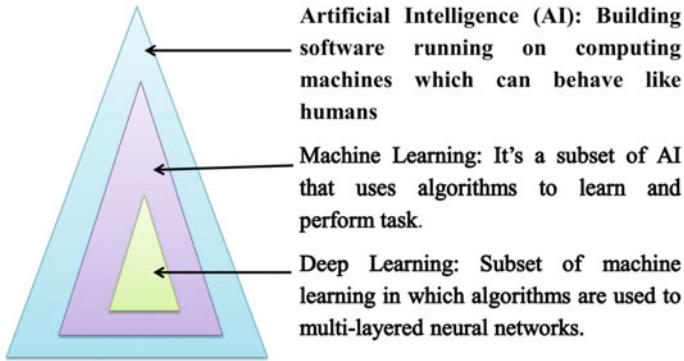 Artificial Intelligence (AI): Building
software running on computing
machines which can behave like
humans
Machine Learning: It's a subset of AI
that uses algorithms to learn and
perform task.
Deep Learning: Subset of machine
learning in which algorithms are used to
multi-layered neural networks.